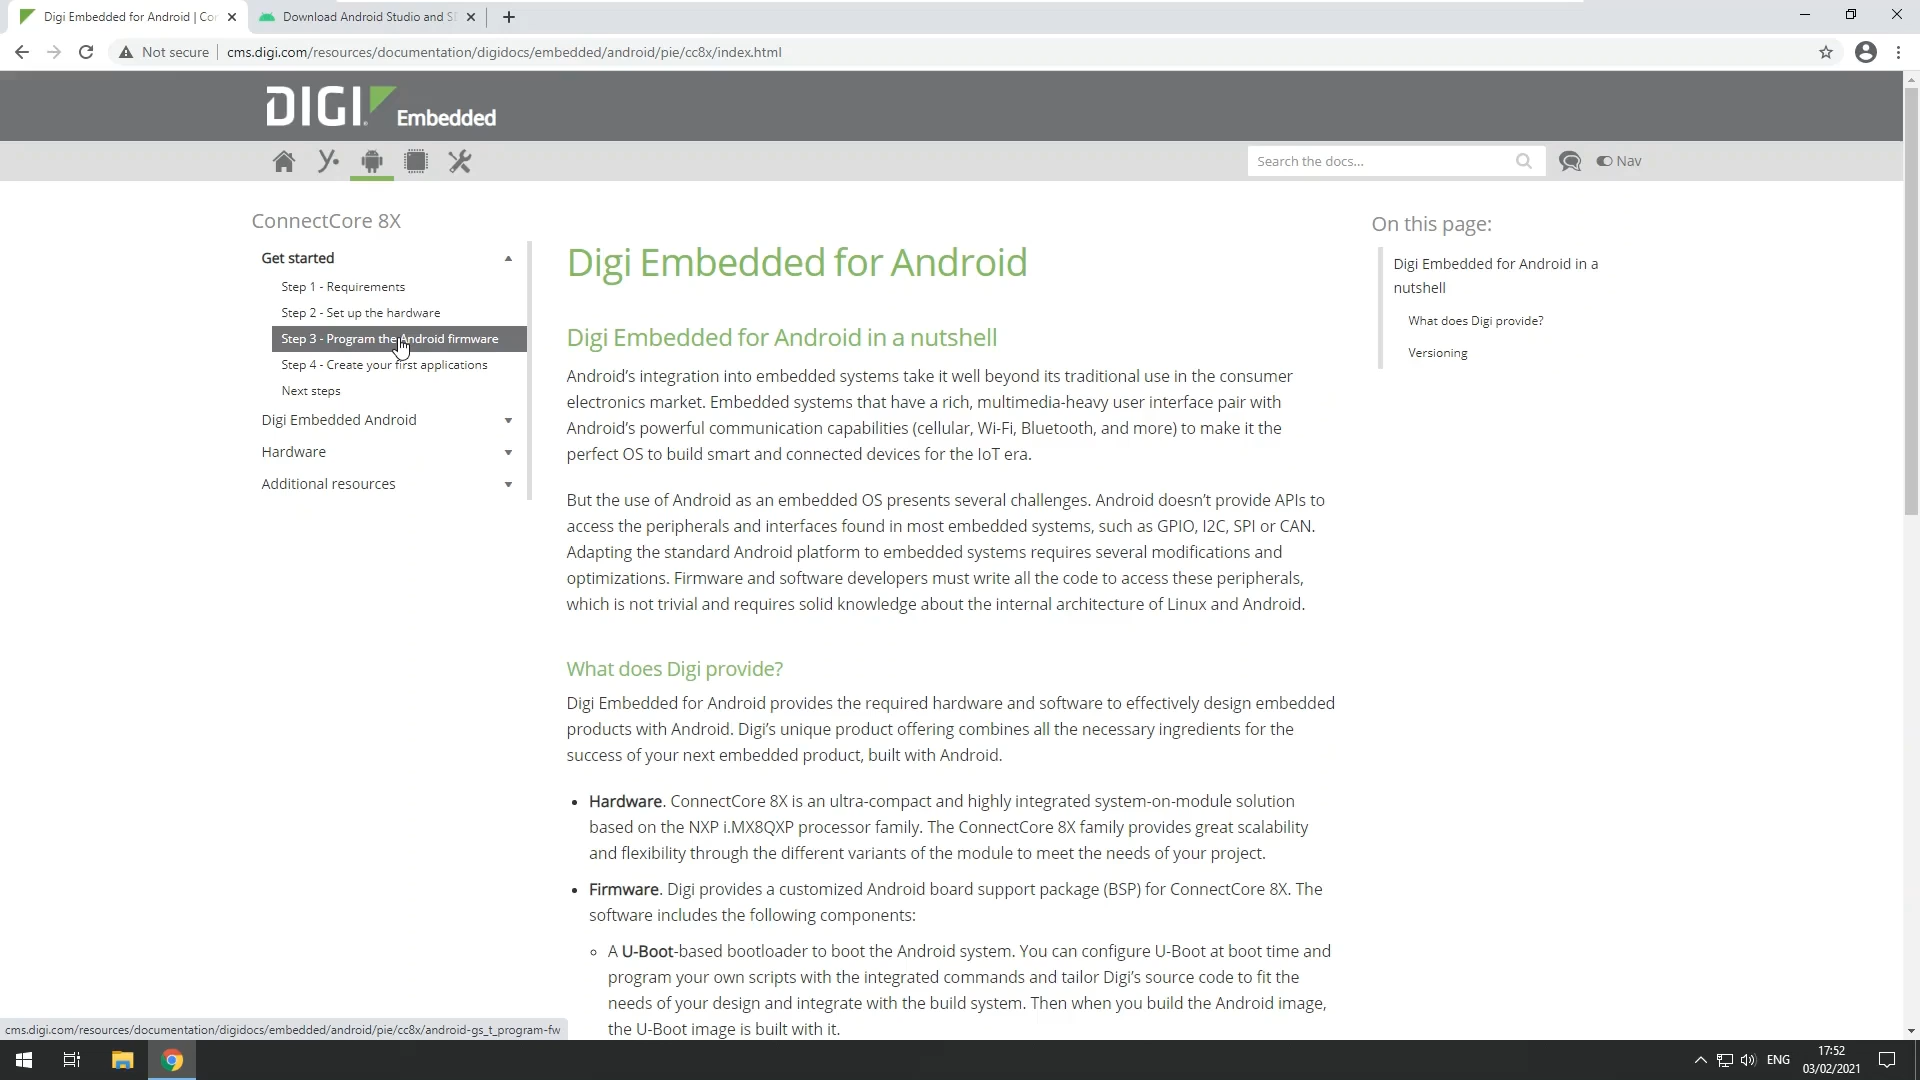 Digi Embedded for Android | Co
Download Android Studio and S
Not secure
cms.digi.com/resources/documentation/digidocs/embedded/android/pie/cc8x/index.html
DIGI
Embedded
Search the docs...
Nav
ConnectCore 8X
Get started
Step 1 - Requirements
Step 2 - Set up the hardware
Step 3 - Program the Android firmware
Step 4 - Create your first applications
Next steps
Digi Embedded Android
Hardware
Additional resources
Digi Embedded for Android
Digi Embedded for Android in a nutshell
Android’s integration into embedded systems take it well beyond its traditional use in the consumer
electronics market. Embedded systems that have a rich, multimedia-heavy user interface pair with
Android’s powerful communication capabilities (cellular, Wi-Fi, Bluetooth, and more) to make it the
perfect OS to build smart and connected devices for the IoT era.
But the use of Android as an embedded OS presents several challenges. Android doesn’t provide APIs to
access the peripherals and interfaces found in most embedded systems, such as GPIO, I2C, SPI or CAN.
Adapting the standard Android platform to embedded systems requires several modifications and
optimizations. Firmware and software developers must write all the code to access these peripherals,
which is not trivial and requires solid knowledge about the internal architecture of Linux and Android.
What does Digi provide?
Digi Embedded for Android provides the required hardware and software to effectively design embedded
products with Android. Digi’s unique product offering combines all the necessary ingredients for the
success of your next embedded product, built with Android.
Hardware. ConnectCore 8X is an ultra-compact and highly integrated system-on-module solution
based on the NXP i.MX8QXP processor family. The ConnectCore 8X family provides great scalability
and flexibility through the different variants of the module to meet the needs of your project.
Firmware. Digi provides a customized Android board support package (BSP) for ConnectCore 8X. The
software includes the following components:
A U-Boot-based bootloader to boot the Android system. You can configure U-Boot at boot time and
program your own scripts with the integrated commands and tailor Digi’s source code to fit the
needs of your design and integrate with the build system. Then when you build the Android image,
the U-Boot image is built with it.
On this page:
Digi Embedded for Android in a
nutshell
What does Digi provide?
Versioning
cms.digi.com/resources/documentation/digidocs/embedded/android/pie/cc8x/android-gs_t_program-fw
ENG
17:52
03/02/2021